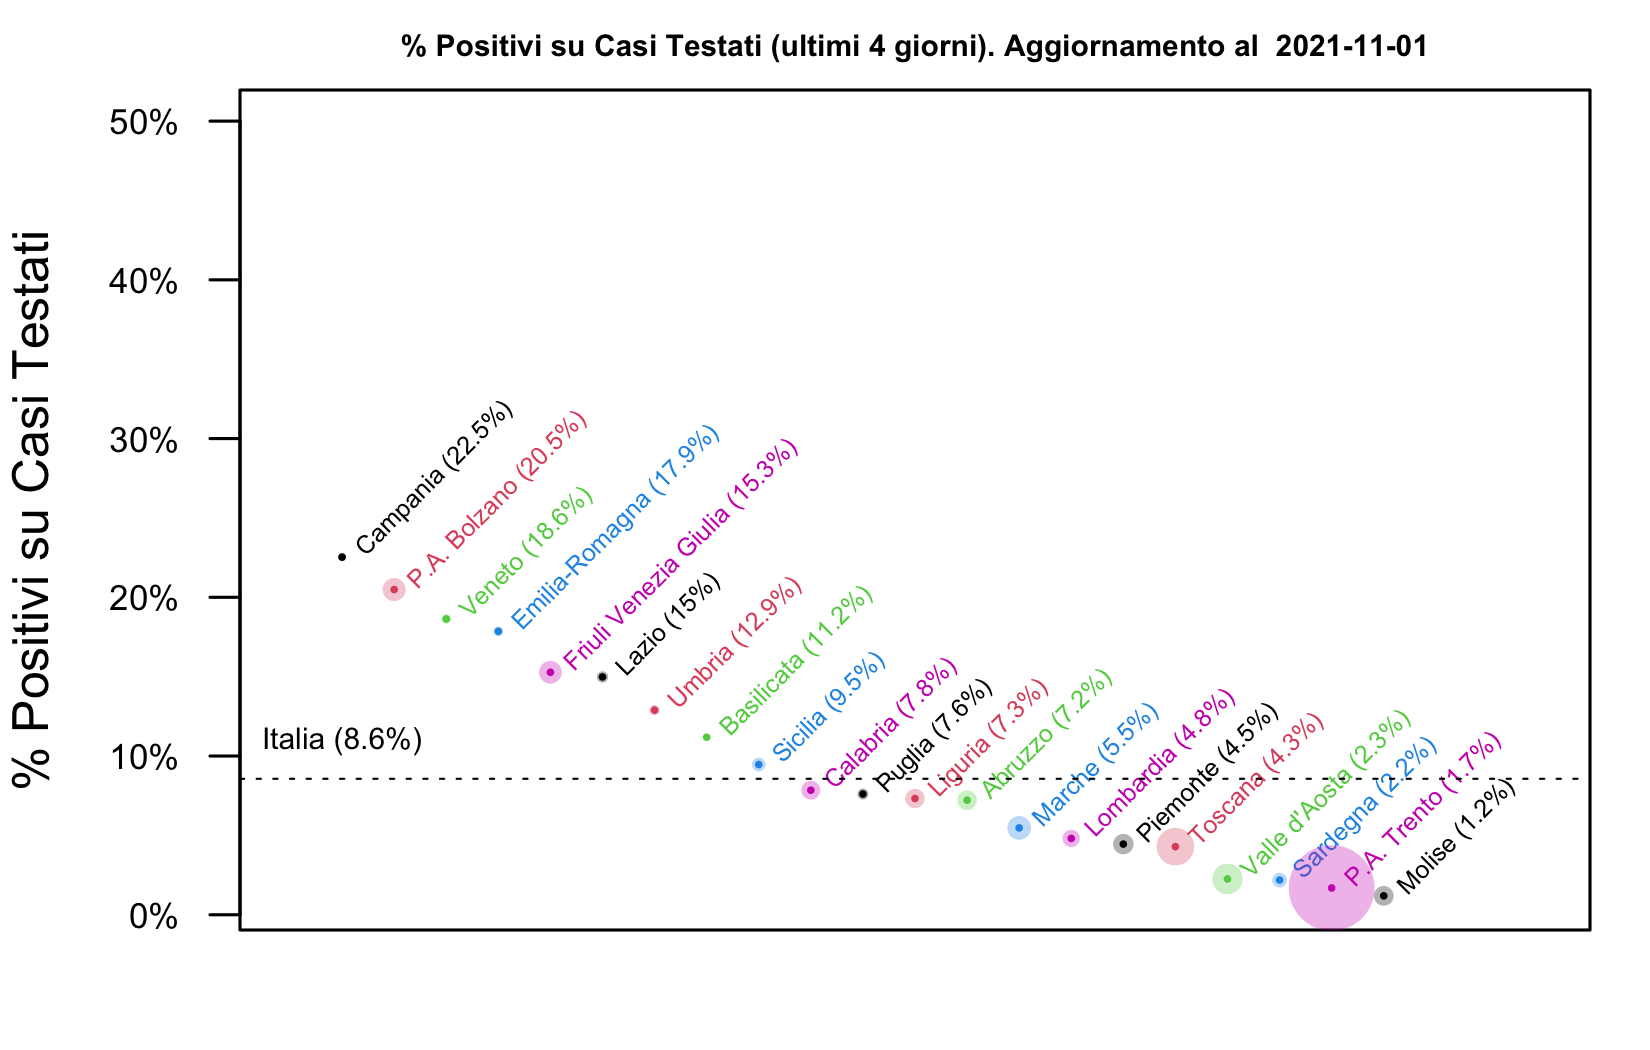 % Positivi su Casi Testati (ultimi 4 giorni). Aggiornamento al  2021-11-01
% Positivi su Casi Testati
50%
40%
30%
20%
10%
0%
Italia (8.6%)
Campania (22.5%)
P.A. Bolzano (20.5%)
Veneto (18.6%)
Emilia-Romagna (17.9%)
Friuli Venezia Giulia (15.3%)
Lazio (15%)
Umbria (12.9%)
Basilicata (11.2%)
Sicilia (9.5%)
Calabria (7.8%)
Puglia (7.6%)
Liguria (7.3%)
Abruzzo (7.2%)
Marche (5.5%)
Lombardia (4.8%)
Piemonte (4.5%)
Toscana (4.3%)
Valle d'Aosta (2.3%)
Sardegna (2.2%)
P.A. Trento (1.7%)
Molise (1.2%)